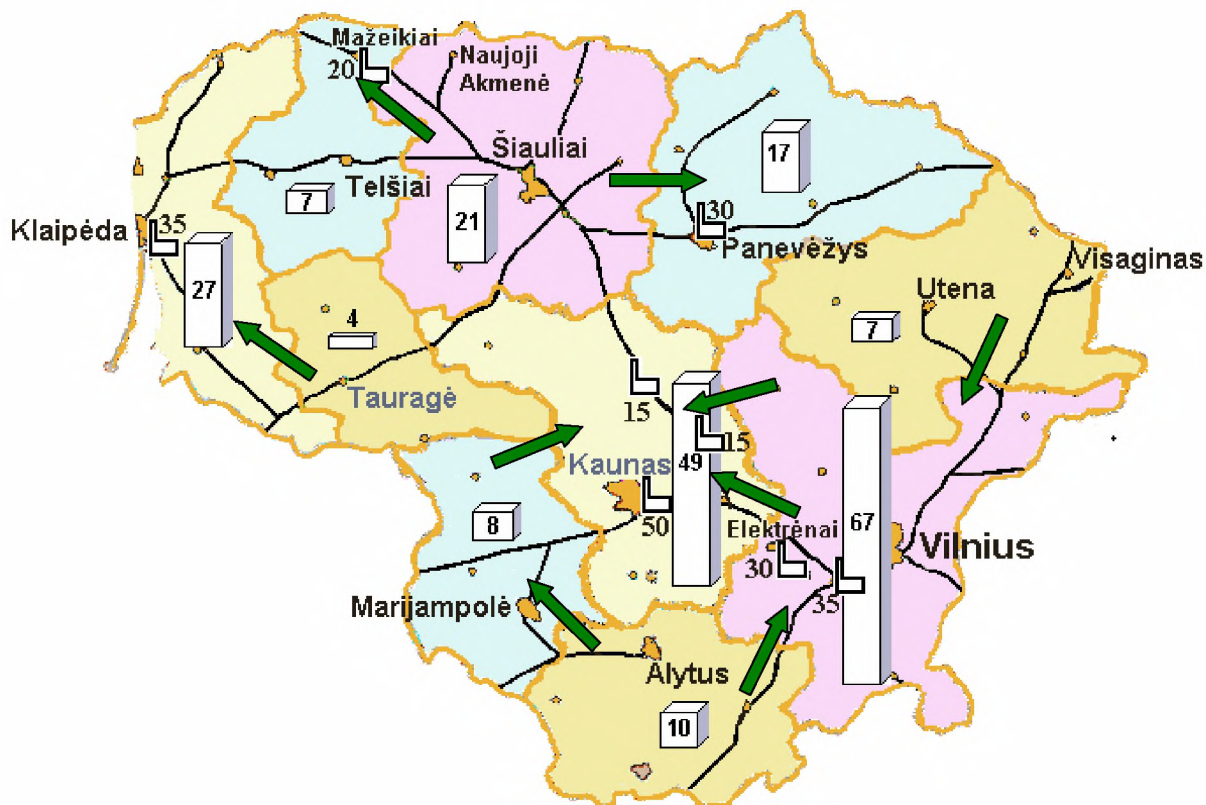 Mažeikiai
20
Naujoji
Akmenė
Šiauliai
17
Telšiai
7
21
30
Panevėžys
Klaipėda
35
27
Visaginas
Utena
7
4
Tauragė
15
15
49
Kaunas
50
8
Elektrėnai
67
Vilnius
30
35
Marijampolė
Alytus
10